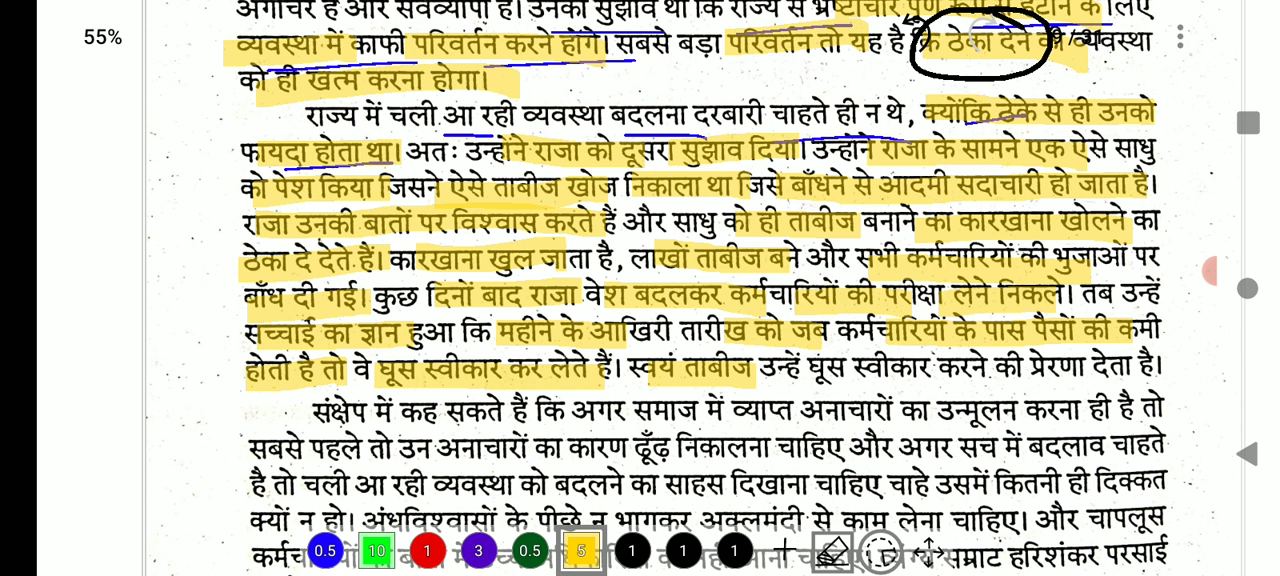 अगोचर है और सर्वव्यापी है। उनका सुझाव था कि राज्य से भ्रष्टाचार पूर्ण रूप हटाने के लिए
55%
व्यवस्था में काफी परिवर्तन करने होंगे। सबसे बड़ा परिवर्तन तो यह है कि ठेका देने की व्यवस्था
को ही खत्म करना होगा।
राज्य में चली आ रही व्यवस्था बदलना दरबारी चाहते ही न थे, क्योंकि ठेके से ही उनको
फायदा होता था। अतः उन्होंने राजा को दूसरा सुझाव दिया। उन्होंने राजा के सामने एक ऐसे साधु
को पेश किया जिसने ऐसे ताबीज खोज निकाला था जिसे बाँधने से आदमी सदाचारी हो जाता है।
राजा उनकी बातों पर विश्वास करते हैं और साधु को ही ताबीज बनाने का कारखाना खोलने का
ठेका दे देते हैं। कारखाना खुल जाता है, लाखों ताबीज बने और सभी कर्मचारियों की भुजाओं पर
बाँध दी गई। कुछ दिनों बाद राजा वेश बदलकर कर्मचारियों की परीक्षा लेने निकले। तब उन्हें
सच्चाई का ज्ञान हुआ कि महीने के आखिरी तारीख को जब कर्मचारियों के पास पैसों की कमी
होती है तो वे घूस स्वीकार कर लेते हैं। स्वयं ताबीज उन्हें घूस स्वीकार करने की प्रेरणा देता है।
संक्षेप में कह सकते हैं कि अगर समाज में व्याप्त अनाचारों का उन्मूलन करना ही है तो
सबसे पहले तो उन अनाचारों का कारण ढूँढ़ निकालना चाहिए और अगर सच में बदलाव चाहते
है तो चली आ रही व्यवस्था को बदलने का साहस दिखाना चाहिए चाहे उसमें कितनी ही दिक्कत
क्यों न हो। अंधविश्वासों के पीछे न भागकर अक्लमंदी से काम लेना चाहिए। और चापलूस
सम्राट हरिशंकर परसाई
0.5 10 1 3 0.5 5 1 1 1